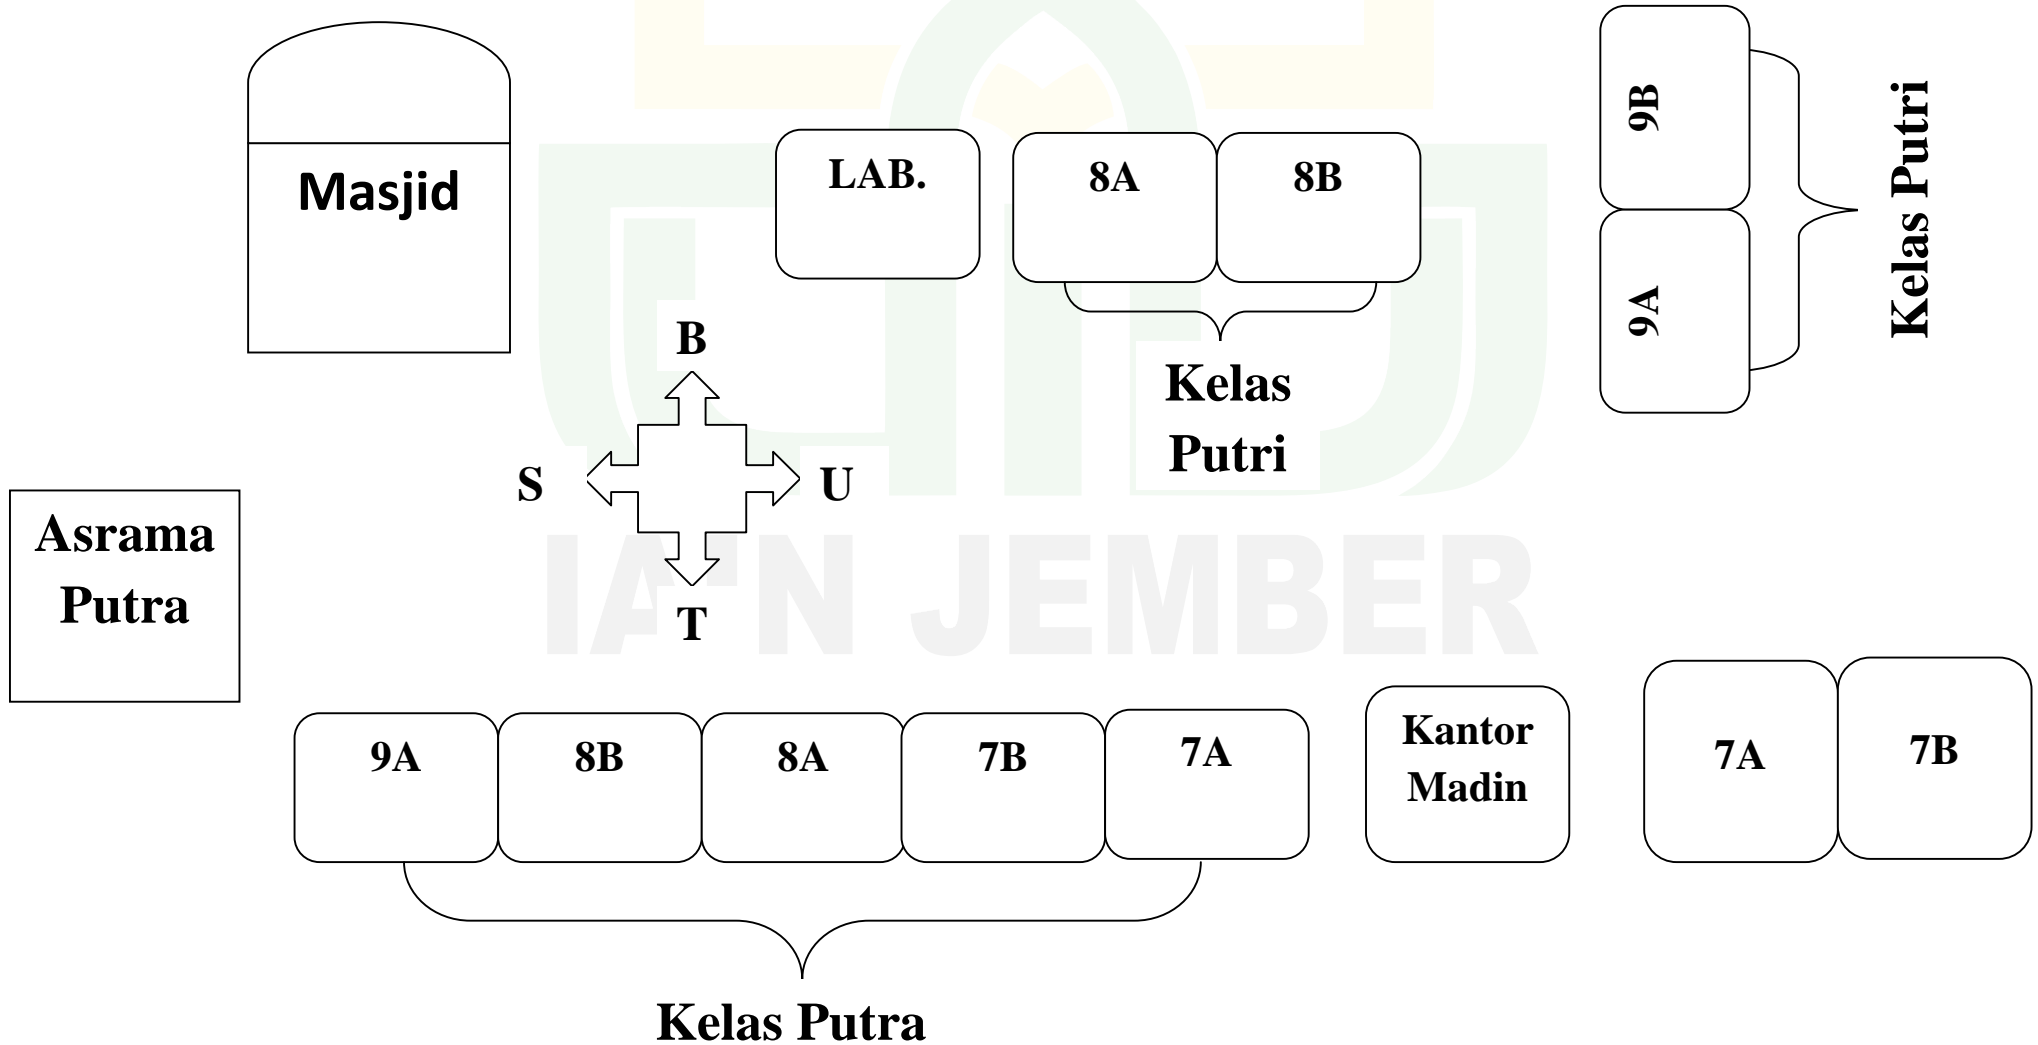 Masjid
LAB.
8A
8B
Kelas
Putri
9B
9A
Kelas Putri
B
S
U
T
Asrama
Putra
IAIN JEMBER
9A
8B
8A
7B
7A
Kantor
Madin
7A
7B
Kelas Putra